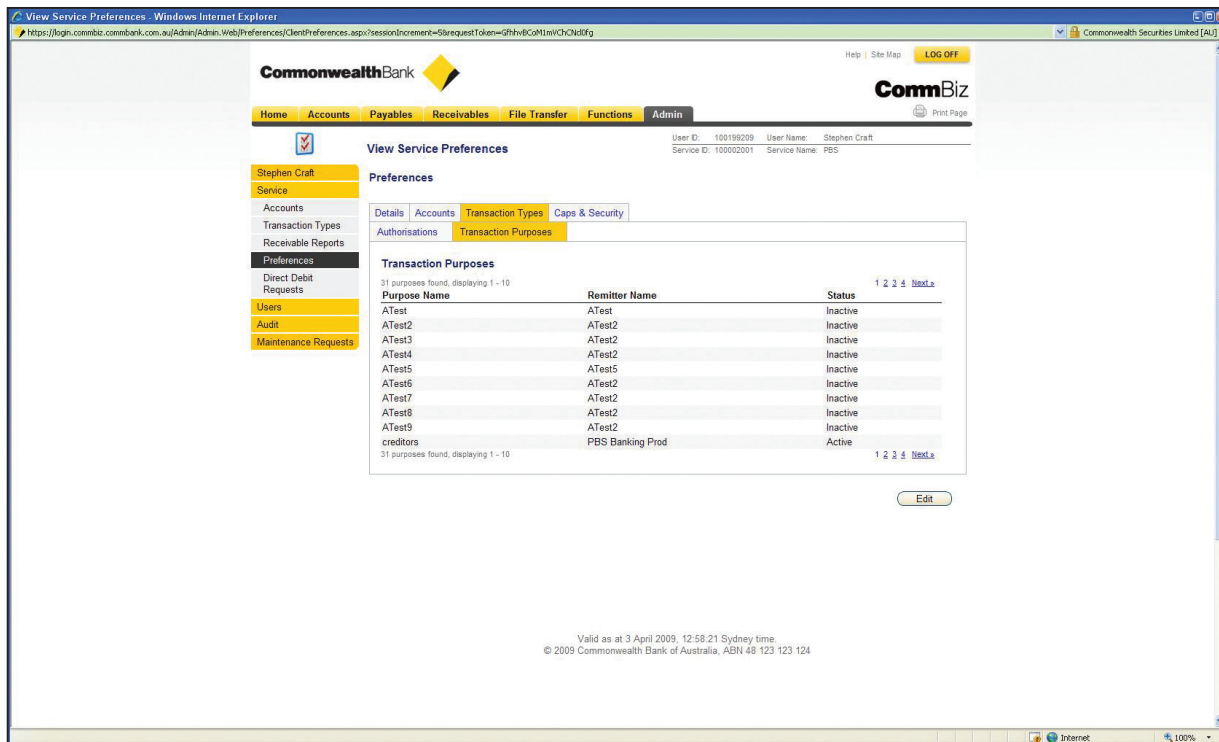 View Service Preferences - Windows Internet Explorer
https://login.commbiz.commbank.com.au/Admin/Admin.Web/Preferences/ClientPreferences.aspx?sessionIncrement=5&requestToken=GFhhvBCoM1mVChCNd0fg
Commonwealth Securities Limited [AU]
Help | Site Map LOG OFF
CommonwealthBank
CommBiz
Home Accounts Payables Receivables File Transfer Functions Admin
Print Page
View Service Preferences
User ID: 100199209 User Name: Stephen Craft
Service ID: 100002001 Service Name: PBS
Stephen Craft
Service
Accounts
Transaction Types
Receivable Reports
Preferences
Direct Debit
Requests
Users
Audit
Maintenance Requests
Preferences
Details Accounts Transaction Types Caps & Security
Authorisations Transaction Purposes
Transaction Purposes
31 purposes found, displaying 1 - 10 1 2 3 4 Next »
Purpose Name Remitter Name Status
ATest ATest Inactive
ATest2 ATest2 Inactive
ATest3 ATest2 Inactive
ATest4 ATest2 Inactive
ATest5 ATest5 Inactive
ATest6 ATest2 Inactive
ATest7 ATest2 Inactive
ATest8 ATest2 Inactive
ATest9 ATest2 Inactive
creditors PBS Banking Prod Active
31 purposes found, displaying 1 - 10 1 2 3 4 Next »
Edit
Valid as at 3 April 2009, 12:58:21 Sydney time.
© 2009 Commonwealth Bank of Australia, ABN 48 123 123 124
Internet 100%